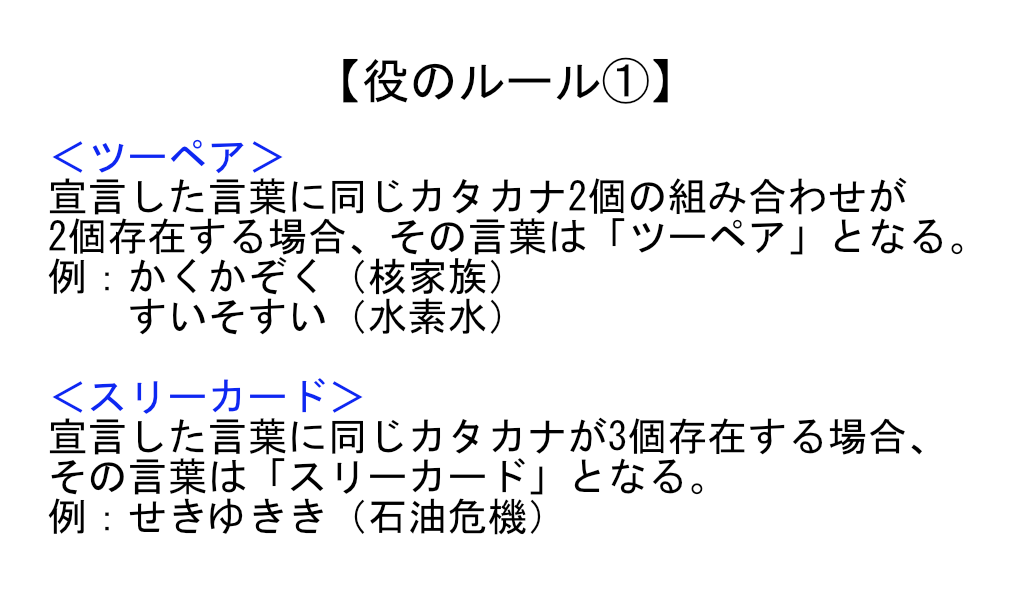 【役のルール①】
＜ツーペア＞
宣言した言葉に同じカタカナ2個の組み合わせが
2個存在する場合、その言葉は「ツーペア」となる。
例：かくかぞく（核家族）
すいそすい（水素水）
＜スリーカード＞
宣言した言葉に同じカタカナが3個存在する場合、
その言葉は「スリーカード」となる。
例：せきゆきき（石油危機）